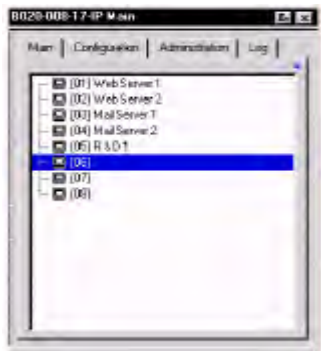 B020-008-17-IP Main
Main Configuration Administration Log
[01] Web Server 1
[02] Web Server 2
[03] Mail Server 1
[04] Mail Server 2
[05] R & D 1
[06]
[07]
[08]